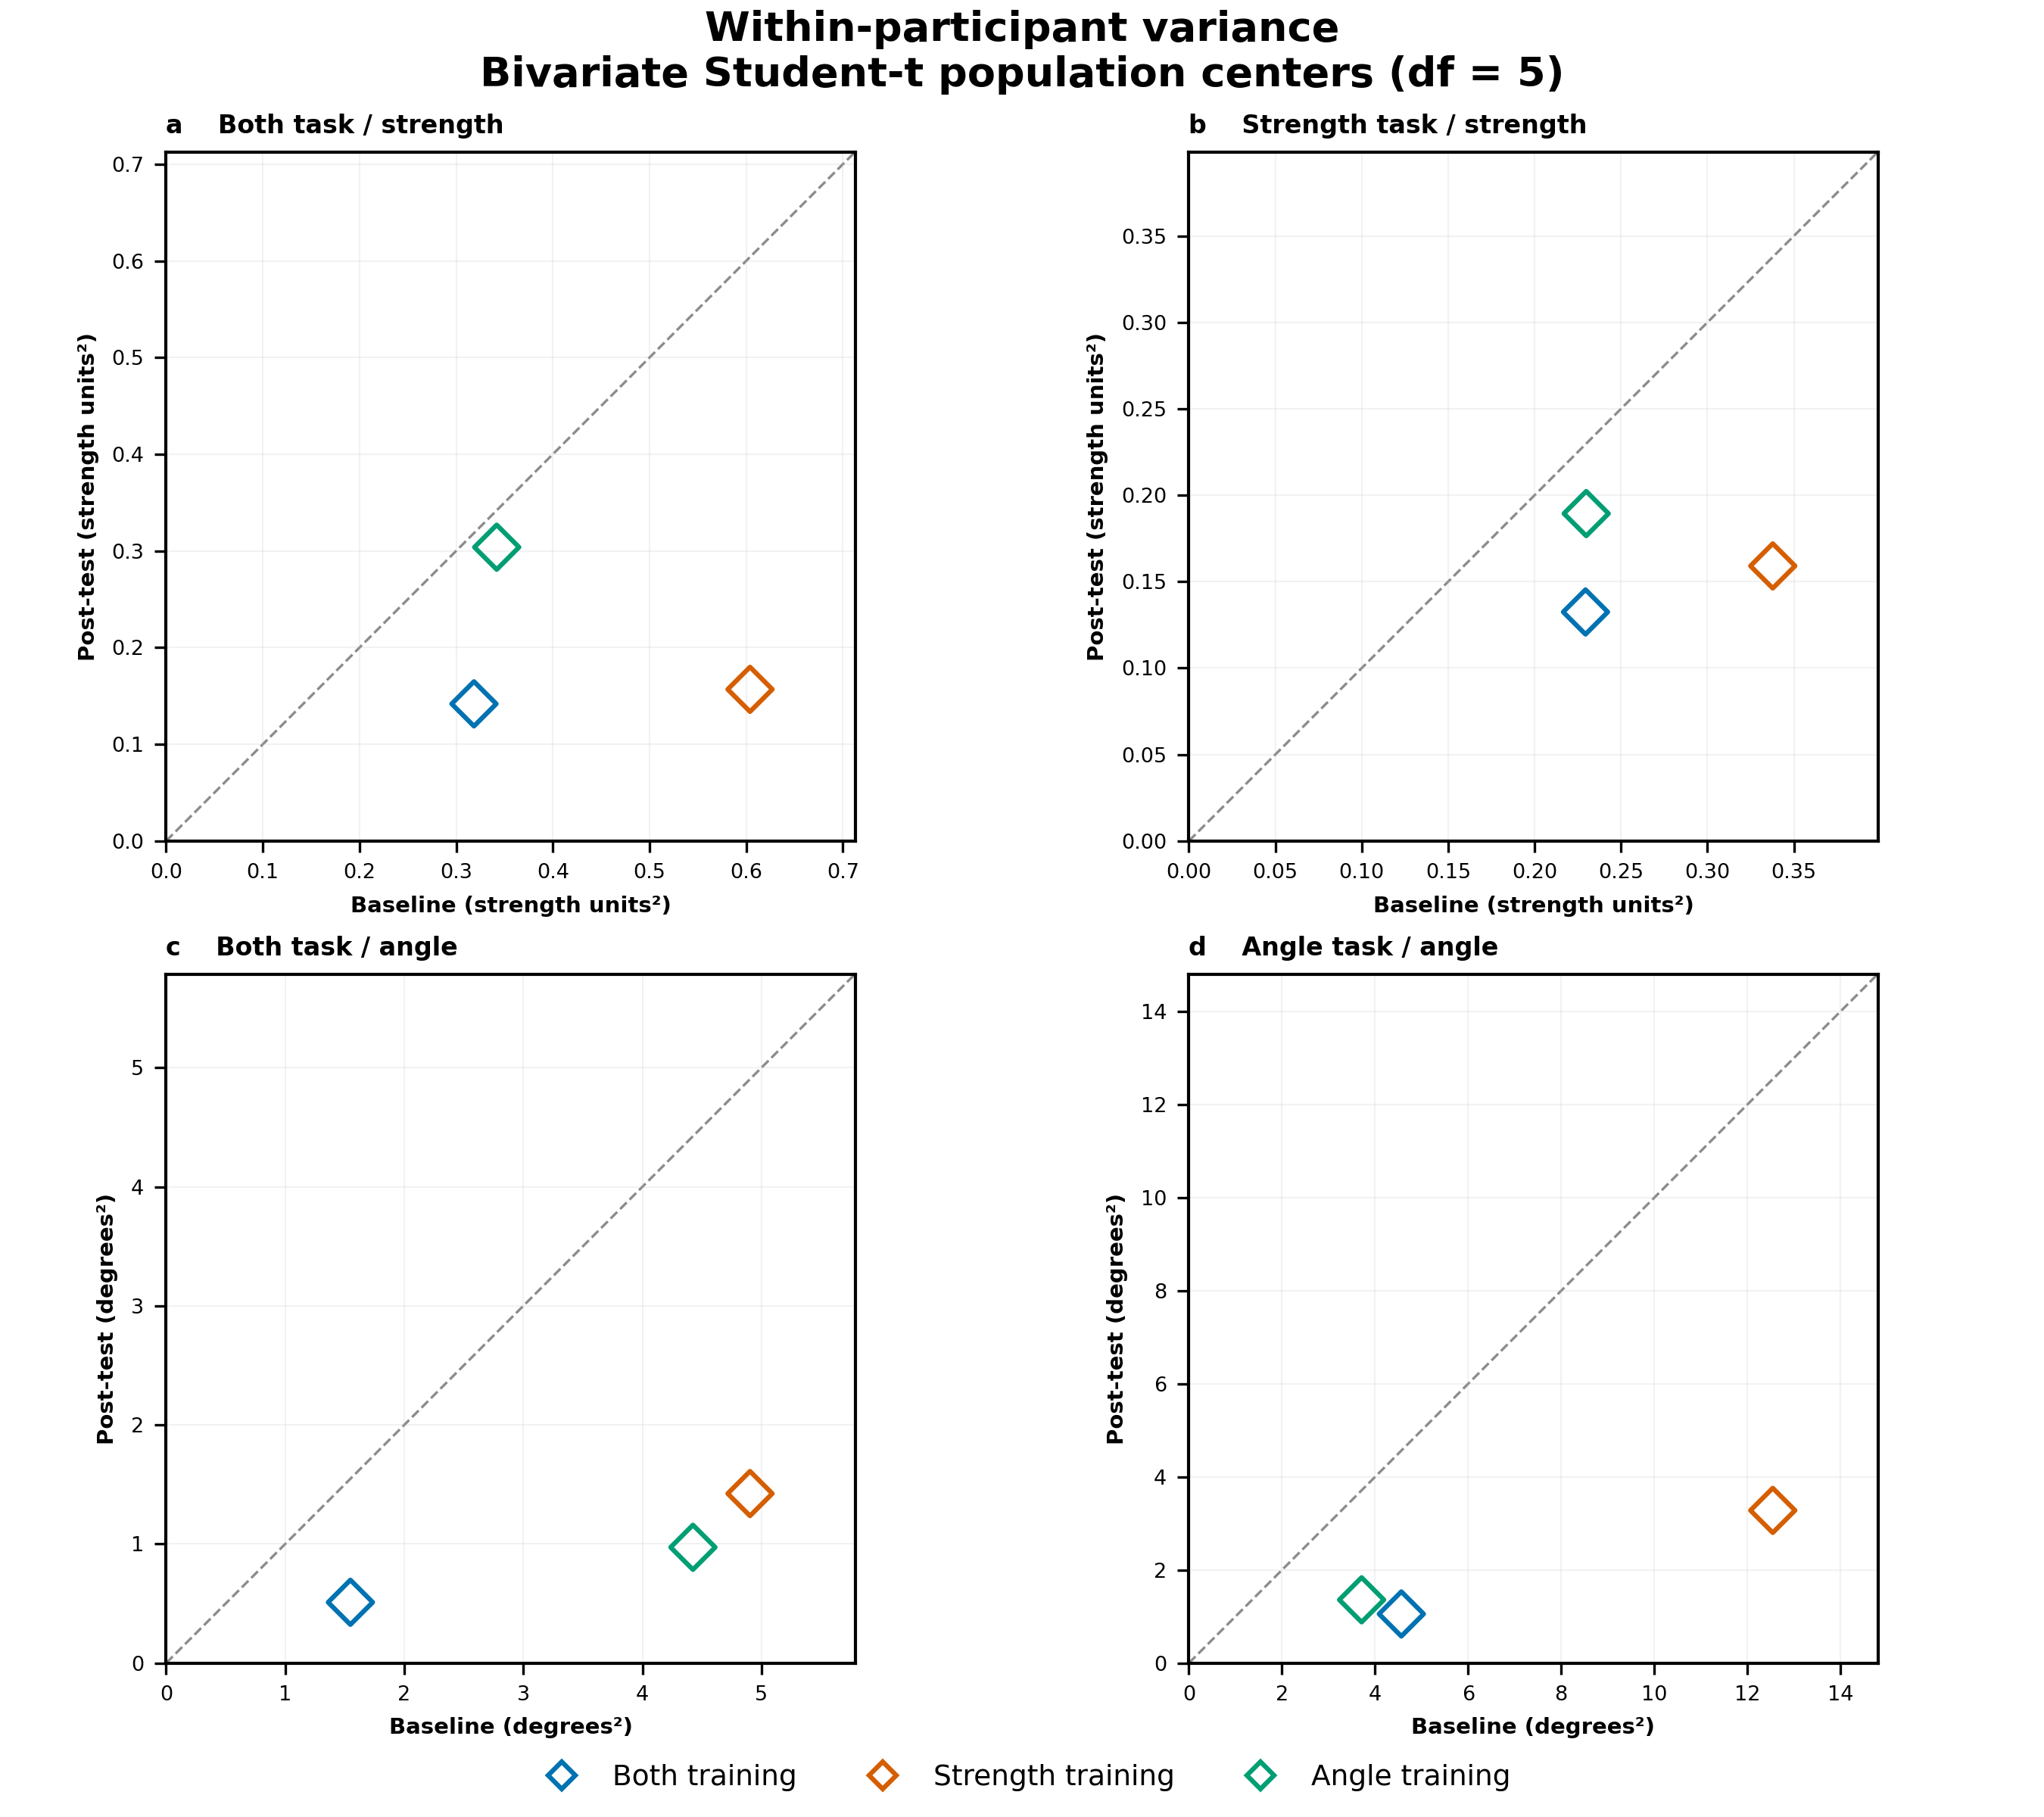 Within-participant variance
Bivariate Student-t population centers (df = 5)
a Both task / strength
0.7
0.6
0.5
0.4
0.3
0.2
0.1
0.0
Post-test (strength units²)
0.0 0.1 0.2 0.3 0.4 0.5 0.6 0.7
Baseline (strength units²)
b Strength task / strength
0.35
0.30
0.25
0.20
0.15
0.10
0.05
0.00
Post-test (strength units²)
0.00 0.05 0.10 0.15 0.20 0.25 0.30 0.35
Baseline (strength units²)
c Both task / angle
5
4
3
2
1
0
Post-test (degrees²)
0 1 2 3 4 5
Baseline (degrees²)
d Angle task / angle
14
12
10
8
6
4
2
0
Post-test (degrees²)
0 2 4 6 8 10 12 14
Baseline (degrees²)
Both training Strength training Angle training